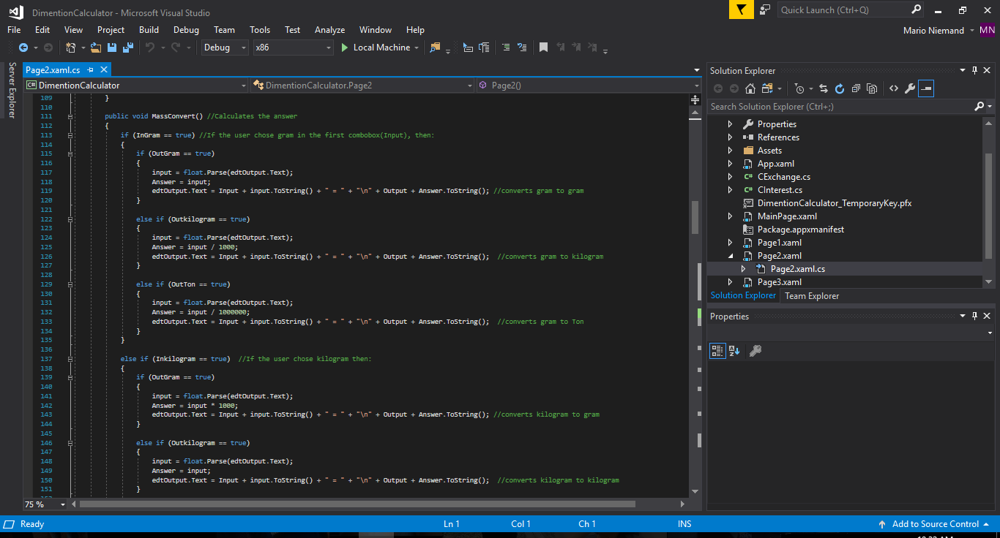 DimentionCalculator - Microsoft Visual Studio
Quick Launch (Ctrl+Q)
File Edit View Project Build Debug Team Tools Test Analyze Window Help
Mario Niemand MN
Debug x86 Local Machine
Server Explorer
Page2.xaml.cs
C# DimentionCalculator DimentionCalculator.Page2 Page2()
109 }
110
111 public void MassConvert() //Calculates the answer
112 {
113 if (InGram == true) //If the user chose gram in the first combobox(Input), then:
114 {
115 if (OutGram == true)
116 {
117 input = float.Parse(edtOutput.Text);
118 Answer = input;
119 edtOutput.Text = Input + input.ToString() + " = " + "\n" + Output + Answer.ToString(); //converts gram to gram
120 }
121
122 else if (Outkilogram == true)
123 {
124 input = float.Parse(edtOutput.Text);
125 Answer = input / 1000;
126 edtOutput.Text = Input + input.ToString() + " = " + "\n" + Output + Answer.ToString(); //converts gram to kilogram
127 }
128
129 else if (OutTon == true)
130 {
131 input = float.Parse(edtOutput.Text);
132 Answer = input / 1000000;
133 edtOutput.Text = Input + input.ToString() + " = " + "\n" + Output + Answer.ToString(); //converts gram to Ton
134 }
135 }
136
137 else if (Inkilogram == true) //If the user chose kilogram then:
138 {
139 if (OutGram == true)
140 {
141 input = float.Parse(edtOutput.Text);
142 Answer = input * 1000;
143 edtOutput.Text = Input + input.ToString() + " = " + "\n" + Output + Answer.ToString(); //converts kilogram to gram
144 }
145
146 else if (Outkilogram == true)
147 {
148 input = float.Parse(edtOutput.Text);
149 Answer = input;
150 edtOutput.Text = Input + input.ToString() + " = " + "\n" + Output + Answer.ToString(); //converts kilogram to kilogram
151 }
75 %
Solution Explorer
Search Solution Explorer (Ctrl+;)
Properties
References
Assets
App.xaml
C# CExchange.cs
C# CInterest.cs
DimentionCalculator_TemporaryKey.pfx
MainPage.xaml
Package.appxmanifest
Page1.xaml
Page2.xaml
Page2.xaml.cs
Page3.xaml
Solution Explorer Team Explorer
Properties
Ready Ln 1 Col 1 Ch 1 INS Add to Source Control